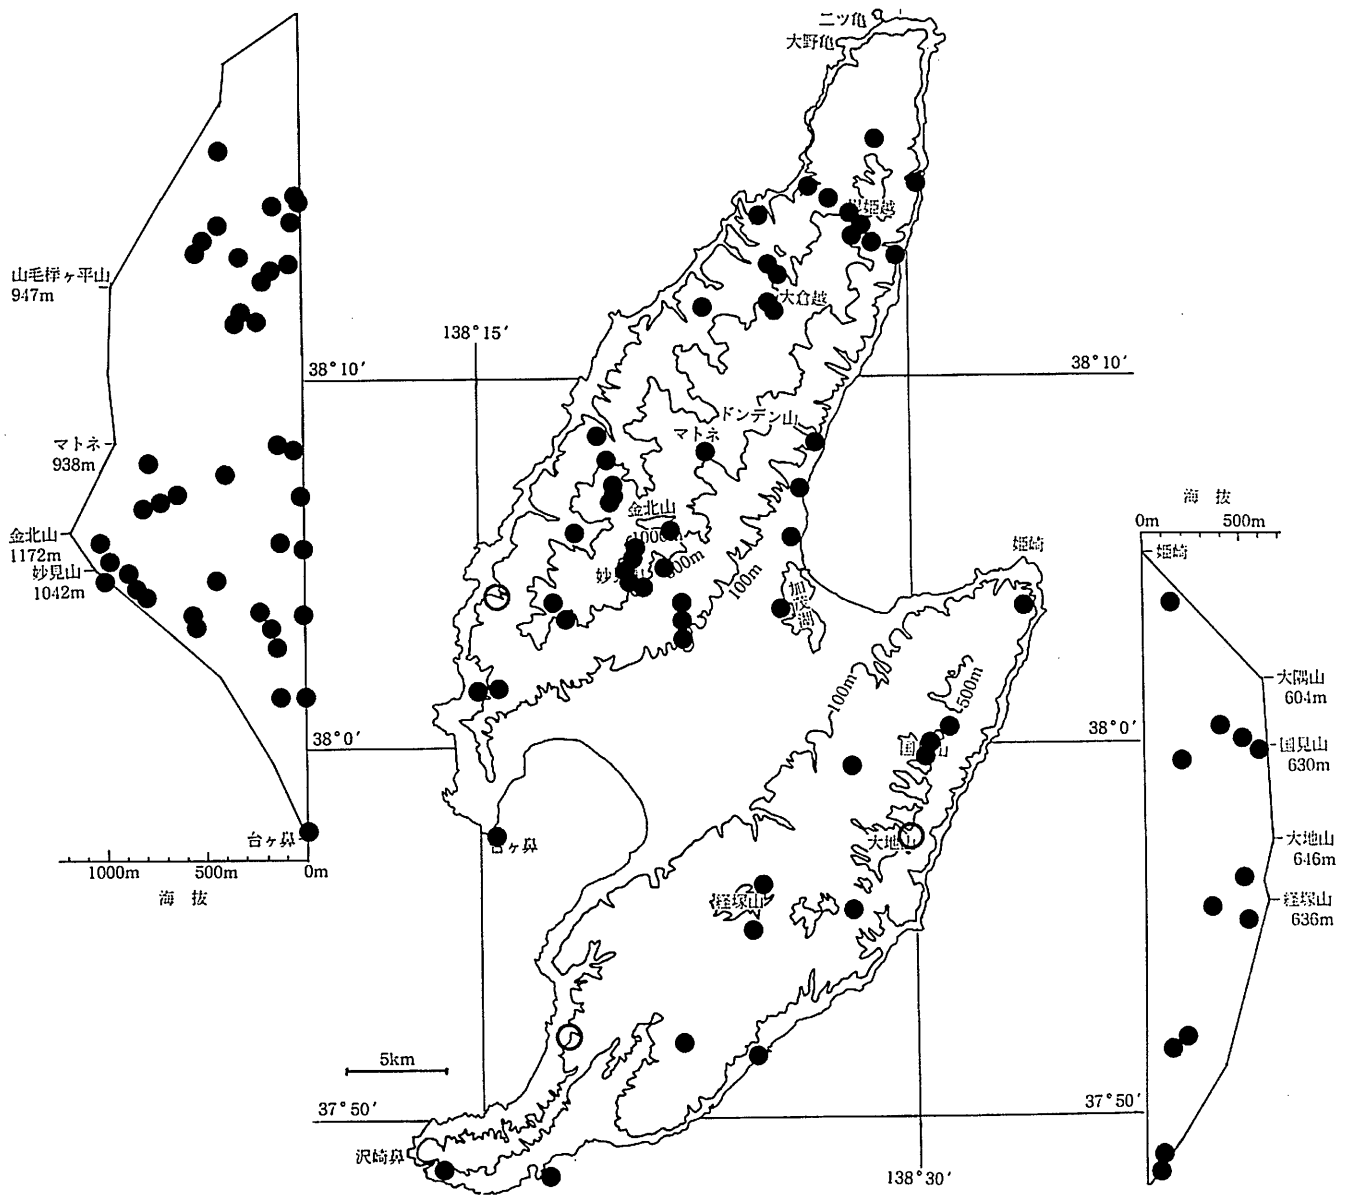 二ツ亀
大野亀
山毛欅ヶ平山
947m
越
大倉越
138°15′
38°10′
38°10′
ドンデン山
マトネ
マトネ
938m
海抜
0m 500m
金北山
1172m
金北山
1000m
姫崎
姫崎
妙見山
1042m
500m
100m
加茂湖
大隅山
604m
100m
500m
38°0′
38°0′
国見山
630m
台ヶ鼻
台ヶ鼻
大地山
大地山
646m
1000m 500m 0m
海抜
経塚山
経塚山
636m
5km
37°50′
37°50′
沢崎鼻
138°30′